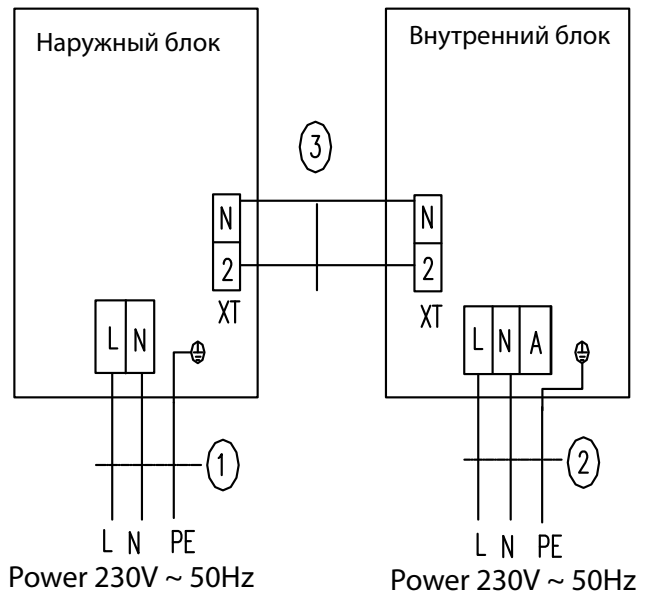 Наружный блок
Внутренний блок
3
N
N
2
2
XT
XT
L N
L N A
1
2
L N PE
L N PE
Power 230V ~ 50Hz
Power 230V ~ 50Hz